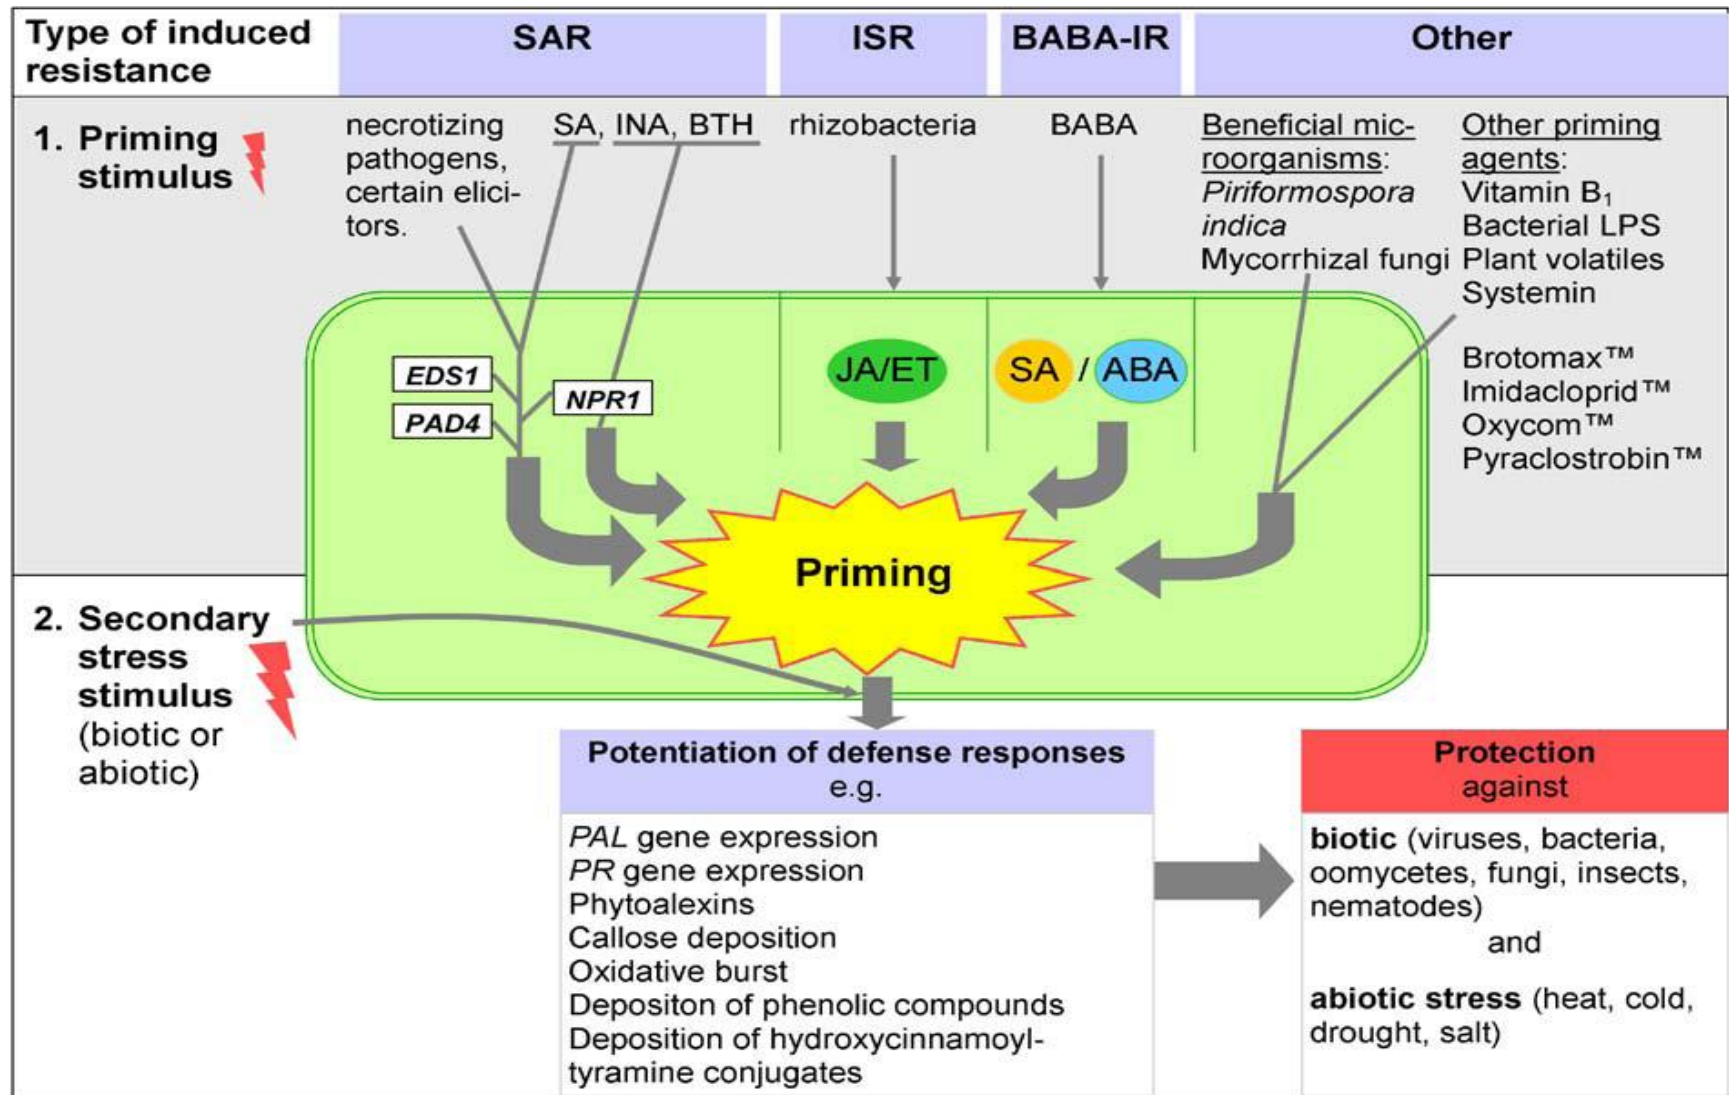 Type of induced
resistance
SAR
ISR
BABA-IR
Other
1. Priming
stimulus
necrotizing
pathogens,
certain elici-
tors.
SA, INA, BTH
rhizobacteria
BABA
Beneficial mic-
roorganisms:
Piriformospora
indica
Mycorrhizal fungi
Other priming
agents:
Vitamin B₁
Bacterial LPS
Plant volatiles
Systemin
Brotomax™
Imidacloprid™
Oxycom™
Pyraclostrobin™
EDS1
PAD4
NPR1
JA/ET
SA / ABA
Priming
2. Secondary
stress
stimulus
(biotic or
abiotic)
Potentiation of defense responses
e.g.
PAL gene expression
PR gene expression
Phytoalexins
Callose deposition
Oxidative burst
Depositon of phenolic compounds
Deposition of hydroxycinnamoyl-
tyramine conjugates
Protection
against
biotic (viruses, bacteria,
oomycetes, fungi, insects,
nematodes)
and
abiotic stress (heat, cold,
drought, salt)